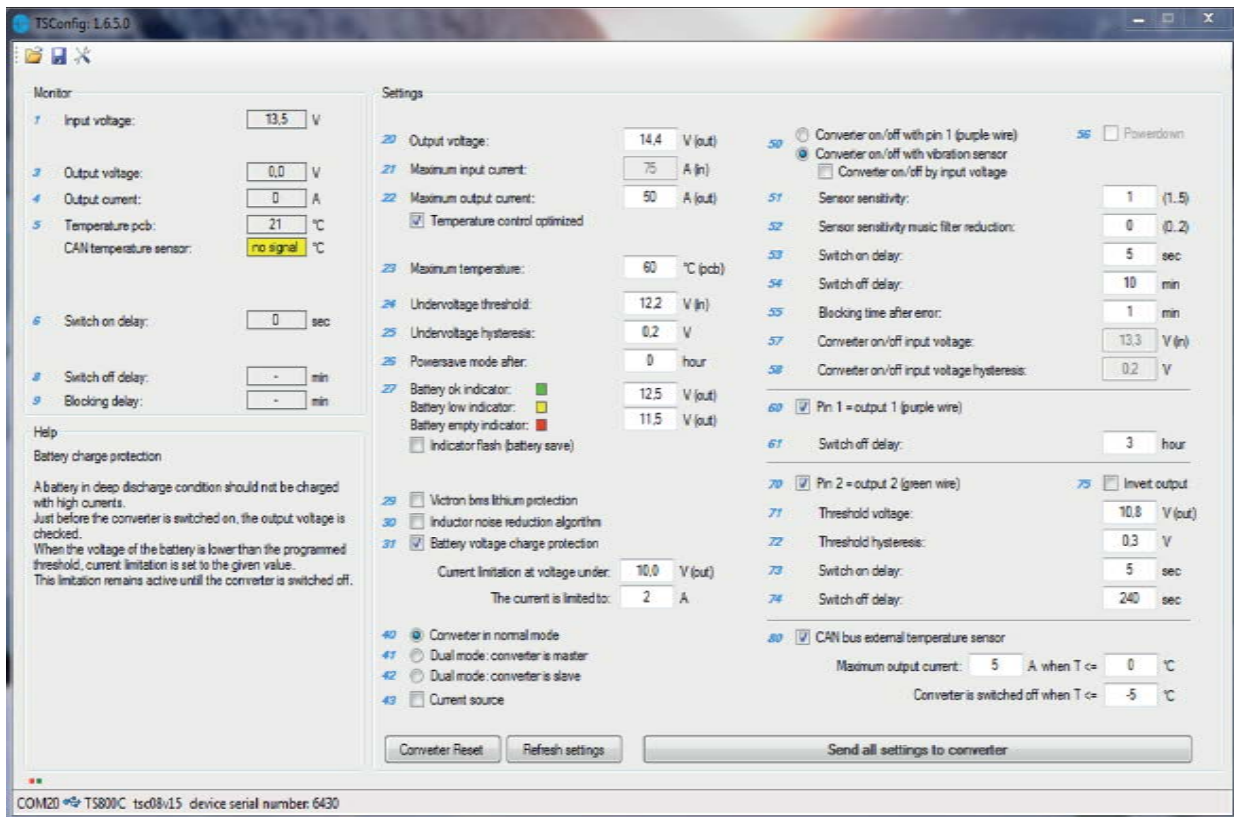 TSConfig: 1.6.5.0
Monitor
1 Input voltage: 13,5 V
3 Output voltage: 0,0 V
4 Output current: 0 A
5 Temperature pcb: 21 °C
CAN temperature sensor: no signal °C
6 Switch on delay: 0 sec
8 Switch off delay: - min
9 Blocking delay: - min
Help
Battery charge protection
A battery in deep discharge condition should not be charged
with high currents.
Just before the converter is switched on, the output voltage is
checked.
When the voltage of the battery is lower than the programmed
threshold, current limitation is set to the given value.
This limitation remains active untill the converter is switched off.
Settings
20 Output voltage: 14,4 V (out)
21 Maximum input current: 75 A (in)
22 Maximum output current: 50 A (out)
Temperature control optimized
23 Maximum temperature: 60 °C (pcb)
24 Undervoltage threshold: 12,2 V (in)
25 Undervoltage hysteresis: 0,2 V
26 Powersave mode after: 0 hour
27 Battery ok indicator: 12,5 V (out)
Battery low indicator:
Battery empty indicator: 11,5 V (out)
Indicator flash (battery save)
29 Victron bms lithium protection
30 Inductor noise reduction algorithm
31 Battery voltage charge protection
Current limitation at voltage under: 10,0 V (out)
The current is limited to: 2 A
40 Converter in normal mode
41 Dual mode: converter is master
42 Dual mode: converter is slave
43 Current source
Converter Reset
Refresh settings
50 Converter on/off with pin 1 (purple wire)
Converter on/off with vibration sensor
Converter on/off by input voltage
56 Powerdown
51 Sensor sensitivity: 1 (1..5)
52 Sensor sensitivity music filter reduction: 0 (0..2)
53 Switch on delay: 5 sec
54 Switch off delay: 10 min
55 Blocking time after error: 1 min
57 Converter on/off input voltage: 13,3 V (in)
58 Converter on/off input voltage hysteresis: 0,2 V
60 Pin 1 = output 1 (purple wire)
61 Switch off delay: 3 hour
70 Pin 2 = output 2 (green wire)
75 Invert output
71 Threshold voltage: 10,8 V (out)
72 Threshold hysteresis: 0,3 V
73 Switch on delay: 5 sec
74 Switch off delay: 240 sec
80 CAN bus external temperature sensor
Maximum output current: 5 A when T <= 0 °C
Converter is switched off when T <= -5 °C
Send all settings to converter
COM20 TS800C tsc08v15 device serial number: 6430